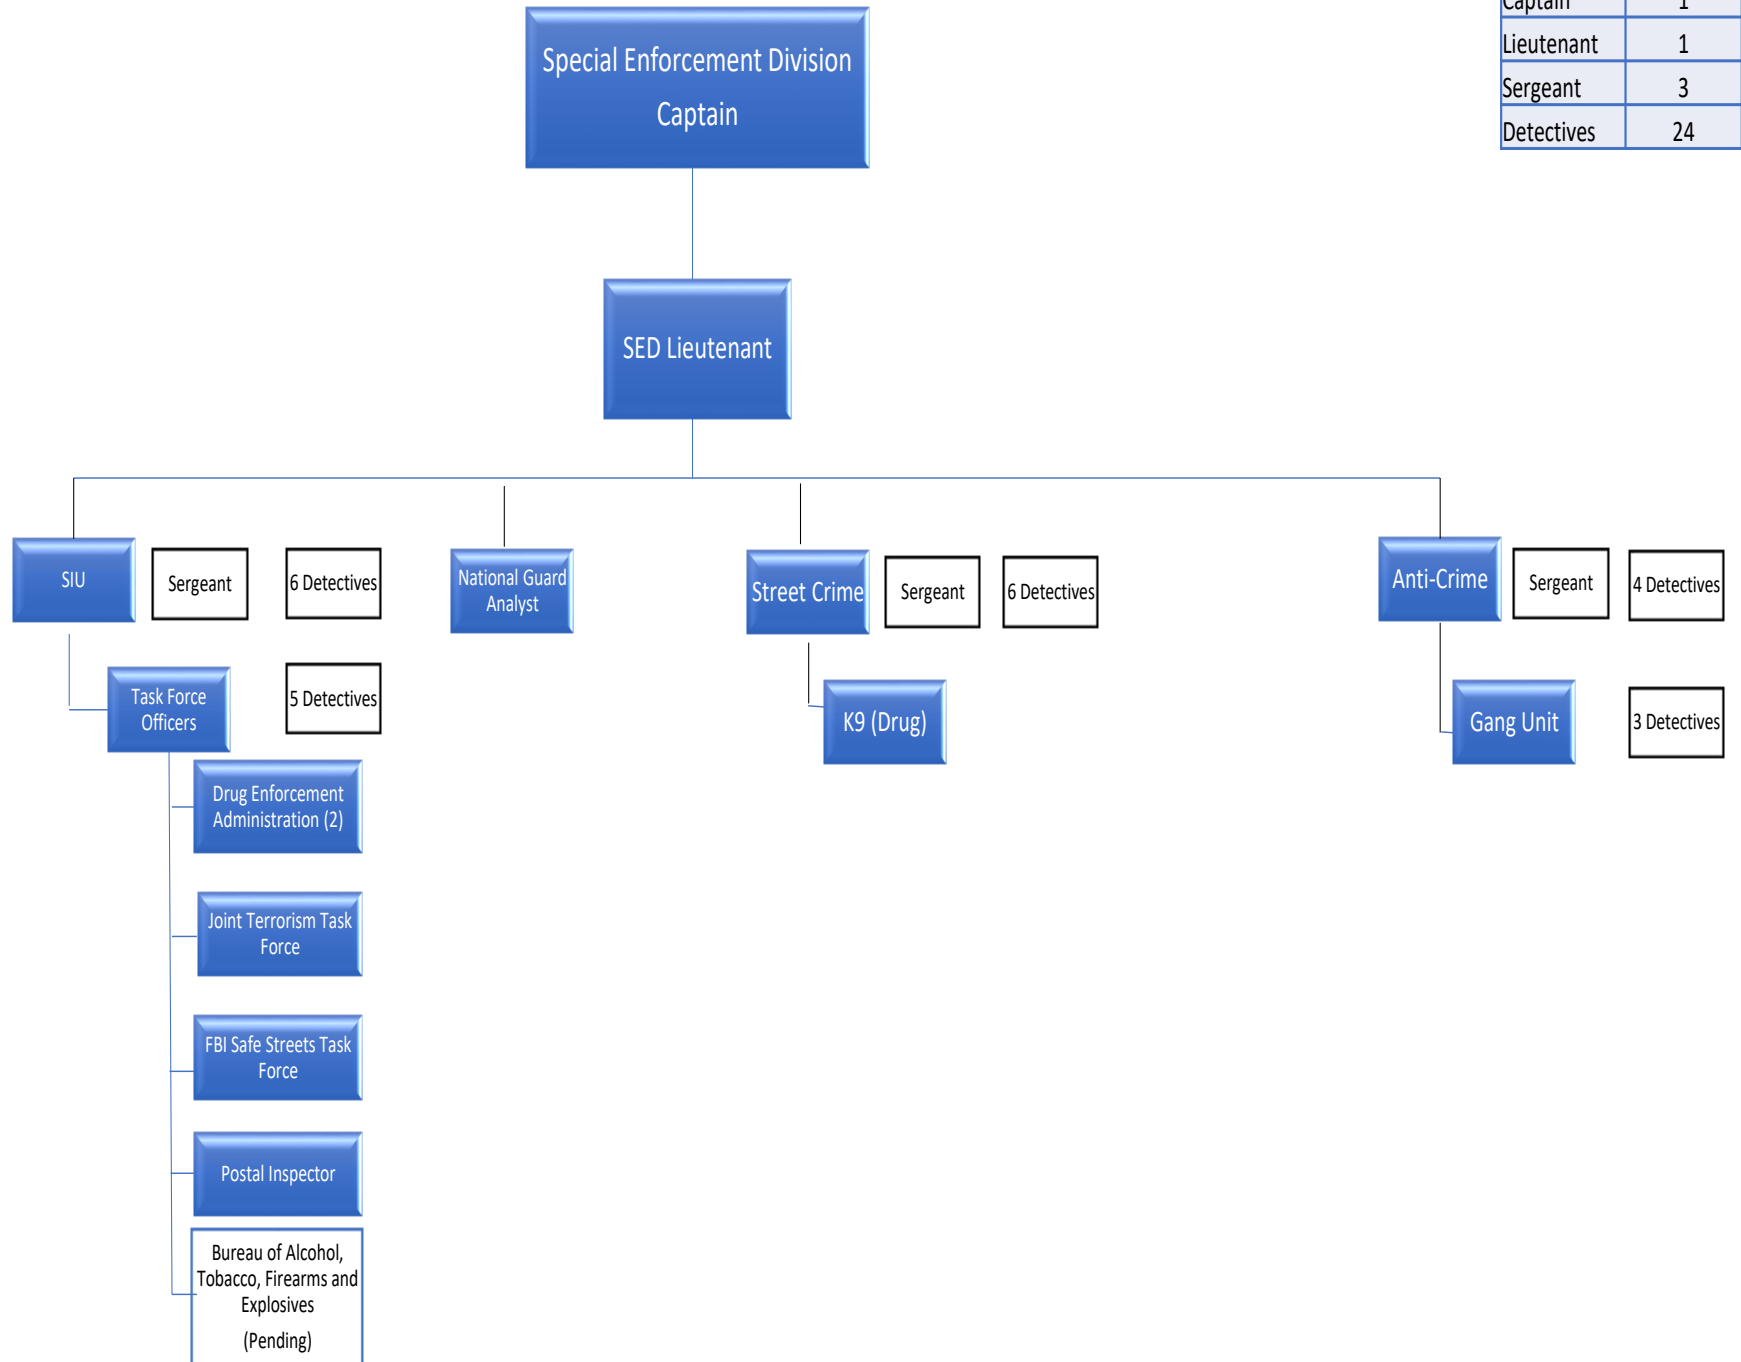 Captain 1
Lieutenant 1
Sergeant 3
Detectives 24
Special Enforcement Division
Captain
SED Lieutenant
SIU
Sergeant
6 Detectives
National Guard
Analyst
Street Crime
Sergeant
6 Detectives
Anti-Crime
Sergeant
4 Detectives
Task Force
Officers
5 Detectives
K9 (Drug)
Gang Unit
3 Detectives
Drug Enforcement
Administration (2)
Joint Terrorism Task
Force
FBI Safe Streets Task
Force
Postal Inspector
Bureau of Alcohol,
Tobacco, Firearms and
Explosives
(Pending)